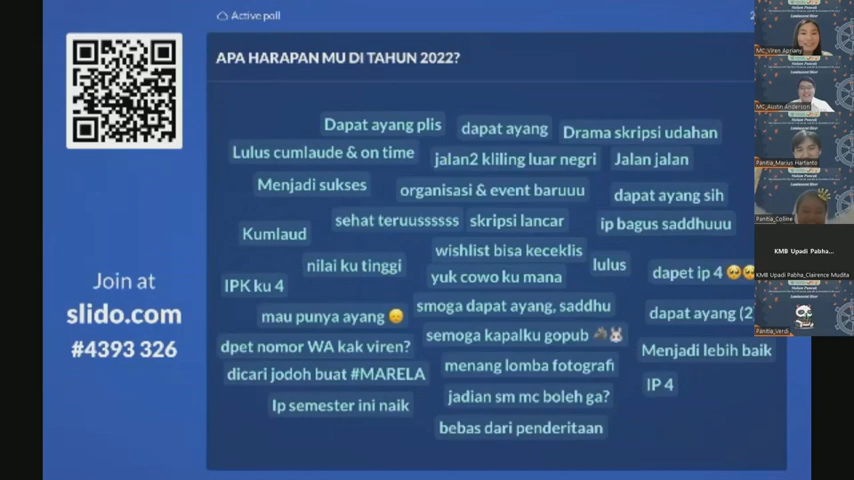 Active poll
APA HARAPAN MU DI TAHUN 2022?
Dapat ayang plis
dapat ayang
Drama skripsi udahan
Lulus cumlaude & on time
jalan2 kliling luar negri
Jalan jalan
Menjadi sukses
organisasi & event baruuu
dapat ayang sih
sehat teruussssss
skripsi lancar
ip bagus saddhuuu
Kumlaud
wishlist bisa keceklis
nilai ku tinggi
yuk cowo ku mana
lulus
dapet ip 4 🥺🥺
IPK ku 4
smoga dapat ayang, saddhu
mau punya ayang 😞
dapat ayang (2)
semoga kapalku gopub 🐴🐰
dpet nomor WA kak viren?
Menjadi lebih baik
menang lomba fotografi
dicari jodoh buat #MARELA
IP 4
jadian sm mc boleh ga?
Ip semester ini naik
bebas dari penderitaan
Join at
slido.com
#4393 326
MC_Viren Apriany
MC_Austin Anderson
Panitia_Marius Hartanto
Panitia_Colline
KMB Upadi Pabha...
KMB Upadi Pabha_Clairence Mudita
Panitia_Verdi